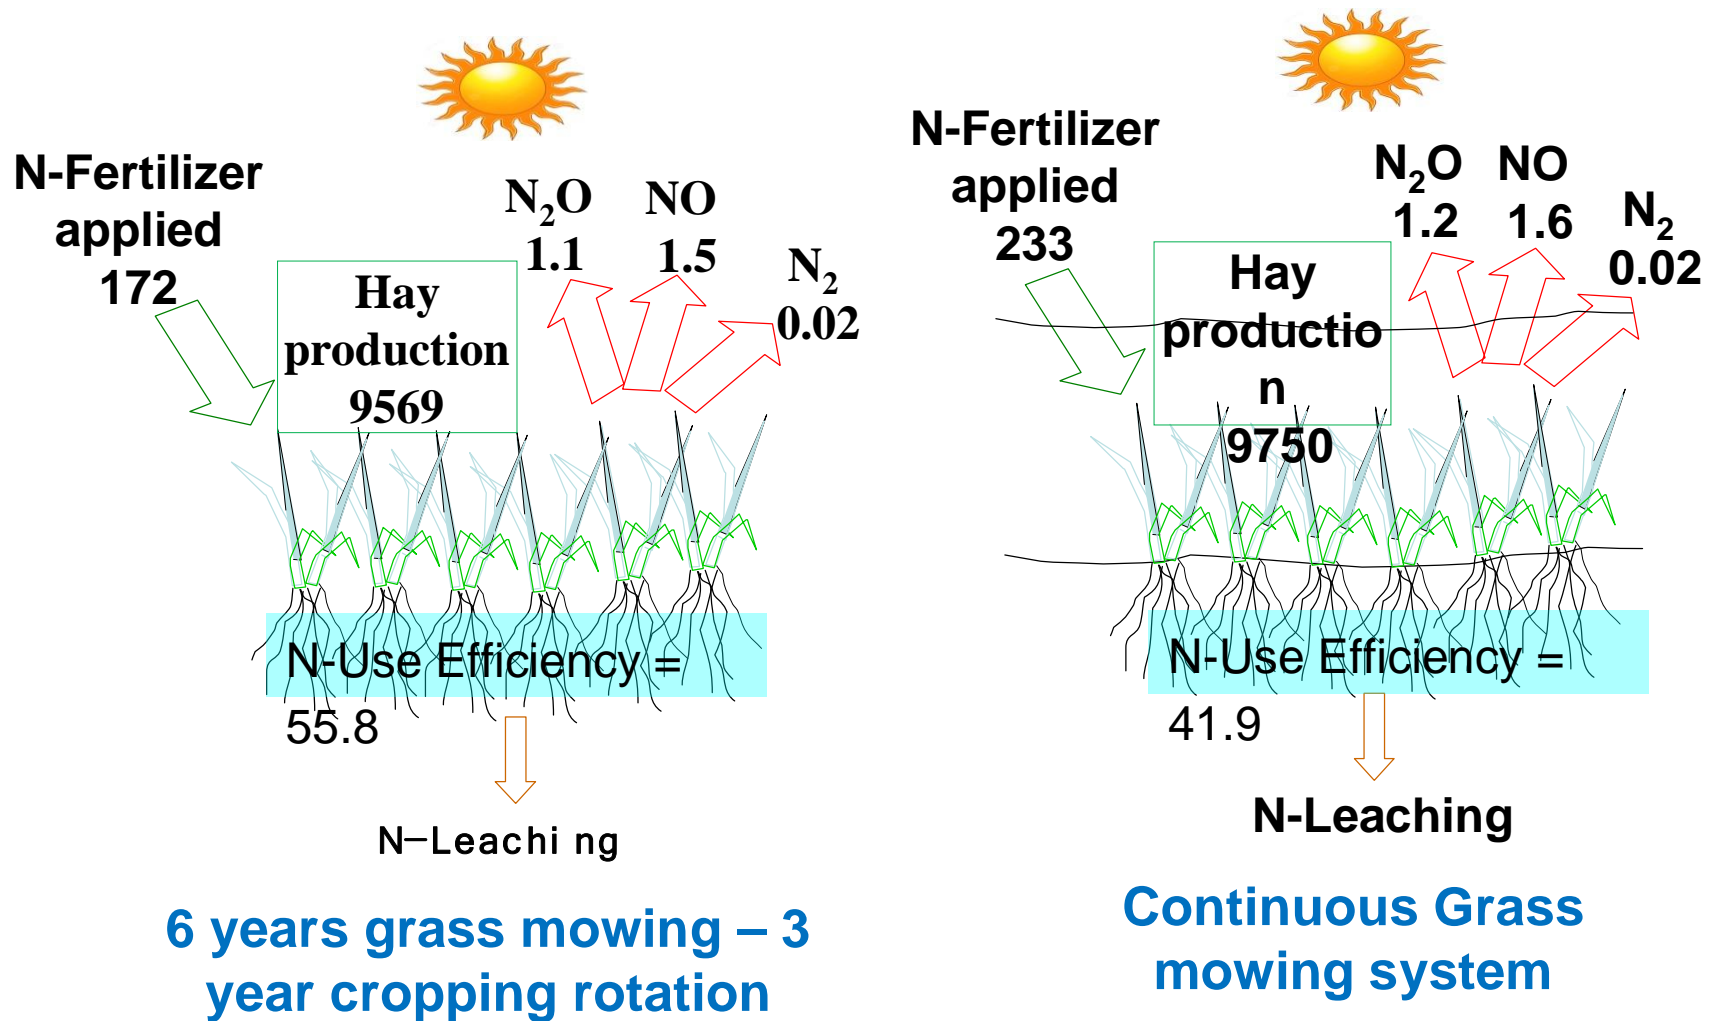 N-Fertilizer
applied
172
N₂O
1.1
NO
1.5
N₂
0.02
Hay
production
9569
N-Use Efficiency =
55.8
N-Leachi ng
6 years grass mowing – 3
year cropping rotation
N-Fertilizer
applied
233
N₂O
1.2
NO
1.6
N₂
0.02
Hay
productio
n
9750
N-Use Efficiency =
41.9
N-Leaching
Continuous Grass
mowing system